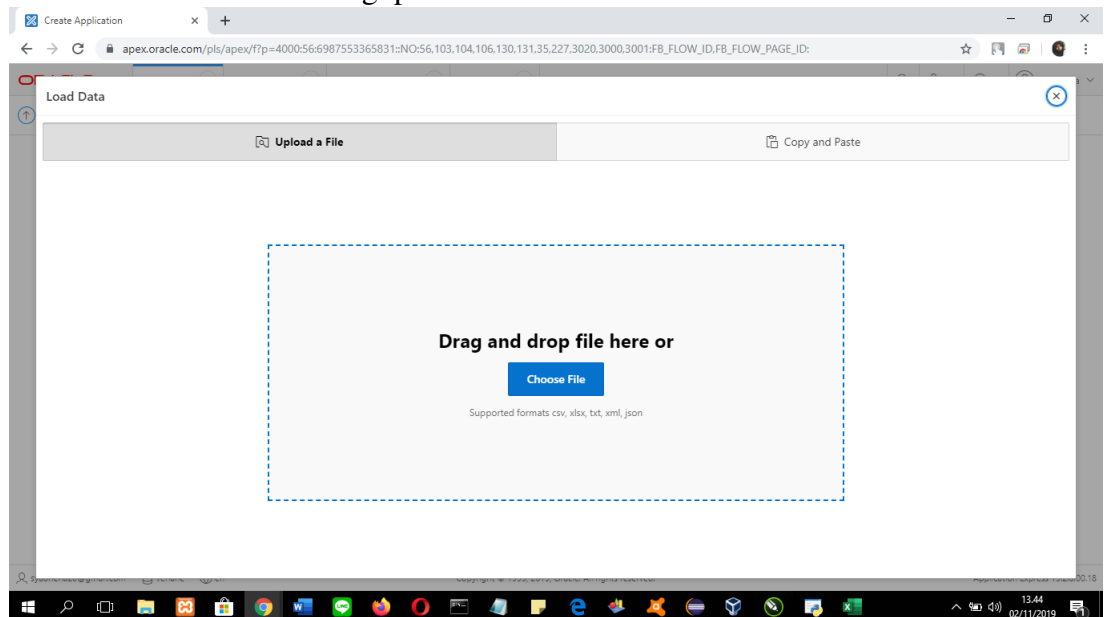 Create Application
apex.oracle.com/pls/apex/f?p=4000:56:6987553365831::NO:56,103,104,106,130,131,35,227,3020,3000,3001:FB_FLOW_ID,FB_FLOW_PAGE_ID:
Load Data
Upload a File
Copy and Paste
Drag and drop file here or
Choose File
Supported formats csv, xlsx, txt, xml, json
13.44
02/11/2019